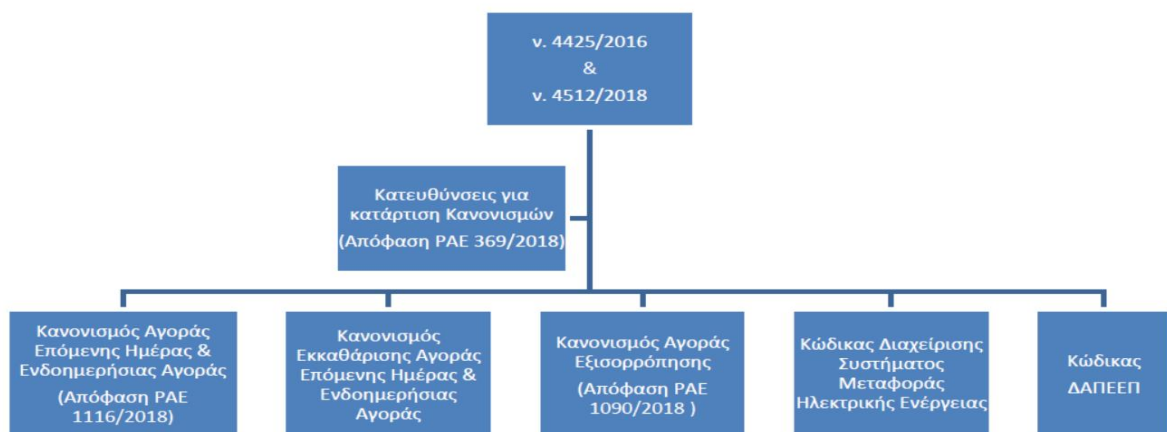 ν. 4425/2016
&
ν. 4512/2018
Κατευθύνσεις για
κατάρτιση Κανονισμών
(Απόφαση ΡΑΕ 369/2018)
Κανονισμός Αγοράς
Επόμενης Ημέρας &
Ενδοημερήσιας Αγοράς
(Απόφαση ΡΑΕ
1116/2018)
Κανονισμός
Εκκαθάρισης Αγοράς
Επόμενης Ημέρας &
Ενδοημερήσιας
Αγοράς
Κανονισμός Αγοράς
Εξισορρόπησης
(Απόφαση ΡΑΕ
1090/2018 )
Κώδικας Διαχείρισης
Συστήματος
Μεταφοράς
Ηλεκτρικής Ενέργειας
Κώδικας
ΔΑΠΕΕΠ